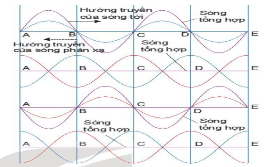 Hướng truyền
của sóng tới
Sóng
tổng hợp
A B C D E
Hướng truyền
của sóng phản xạ
Sóng
tổng hợp
A B C D E
A B C D E
Sóng
tổng hợp
Sóng
tổng hợp
A B C D E